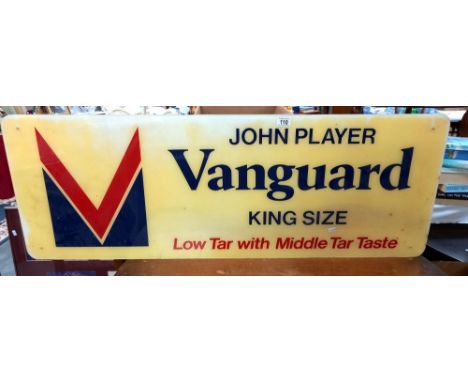 JOHN PLAYER
Vanguard
KING SIZE
Low Tar with Middle Tar Taste